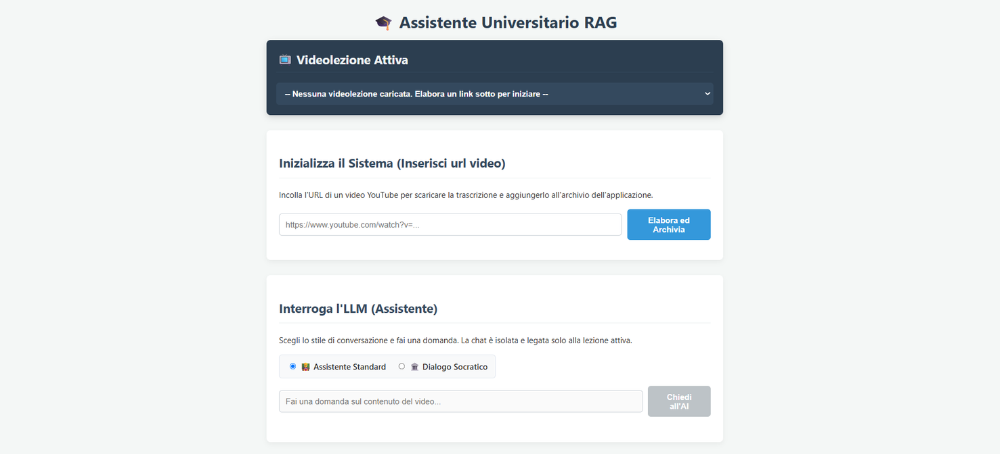 Assistente Universitario RAG
Videolezione Attiva
-- Nessuna videolezione caricata. Elabora un link sotto per iniziare --
Inizializza il Sistema (Inserisci url video)
Incolla l'URL di un video YouTube per scaricare la trascrizione e aggiungerlo all'archivio dell'applicazione.
https://www.youtube.com/watch?v=...
Elabora ed
Archivia
Interroga l'LLM (Assistente)
Scegli lo stile di conversazione e fai una domanda. La chat è isolata e legata solo alla lezione attiva.
Assistente Standard Dialogo Socratico
Fai una domanda sul contenuto del video...
Chiedi
all'AI